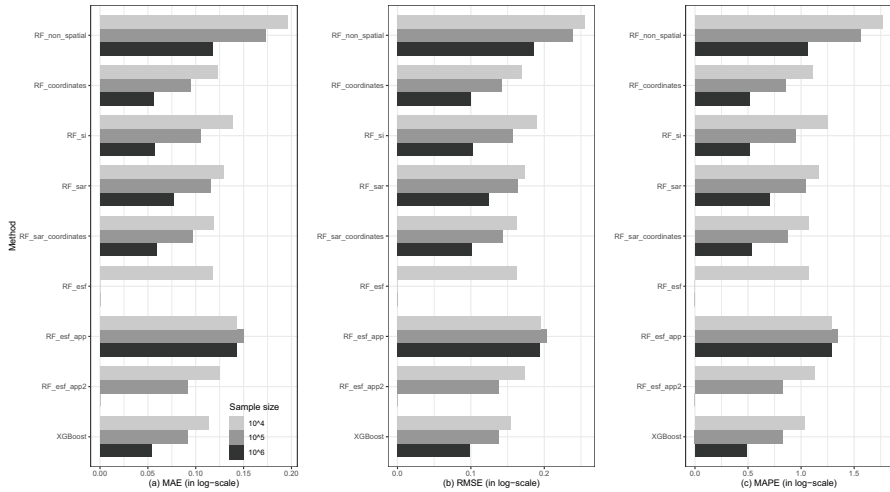 Method
RF_non_spatial
RF_coordinates
RF_si
RF_sar
RF_sar_coordinates
RF_esf
RF_esf_app
RF_esf_app2
XGBoost
Sample size
10^4
10^5
10^6
0.00 0.05 0.10 0.15 0.20
(a) MAE (in log−scale)
RF_non_spatial
RF_coordinates
RF_si
RF_sar
RF_sar_coordinates
RF_esf
RF_esf_app
RF_esf_app2
XGBoost
0.0 0.1 0.2
(b) RMSE (in log−scale)
RF_non_spatial
RF_coordinates
RF_si
RF_sar
RF_sar_coordinates
RF_esf
RF_esf_app
RF_esf_app2
XGBoost
0.0 0.5 1.0 1.5
(c) MAPE (in log−scale)